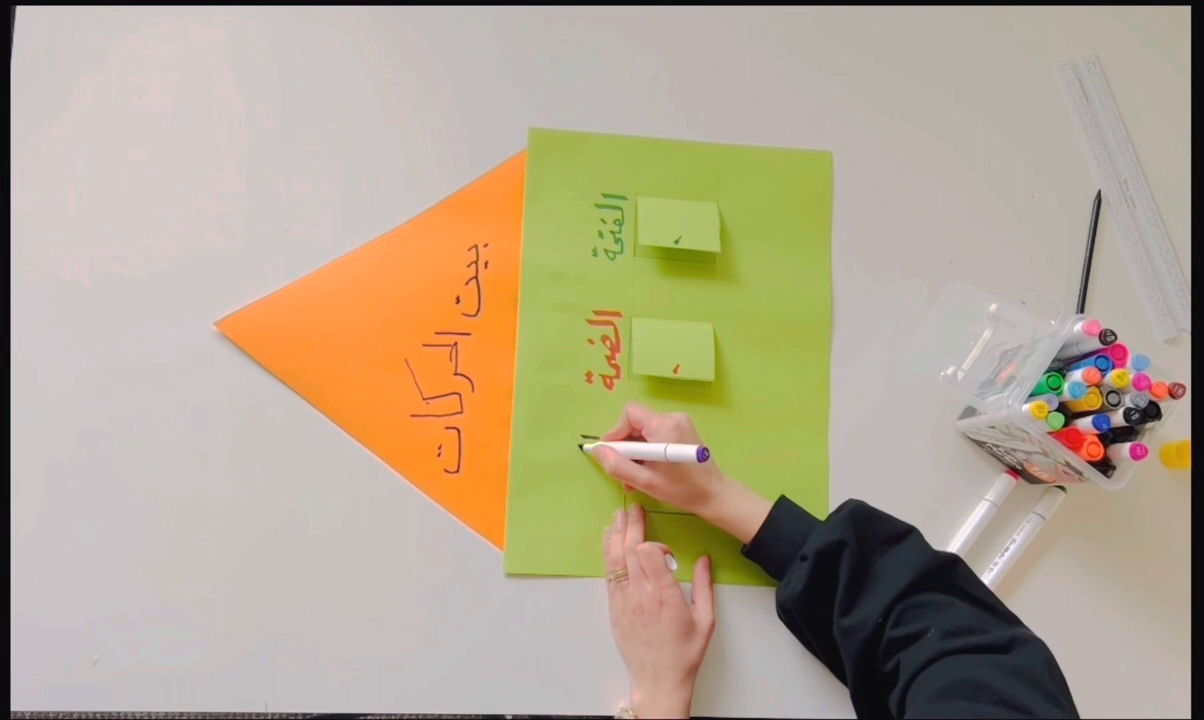 بيت الحركات
الفتحة
الضمة